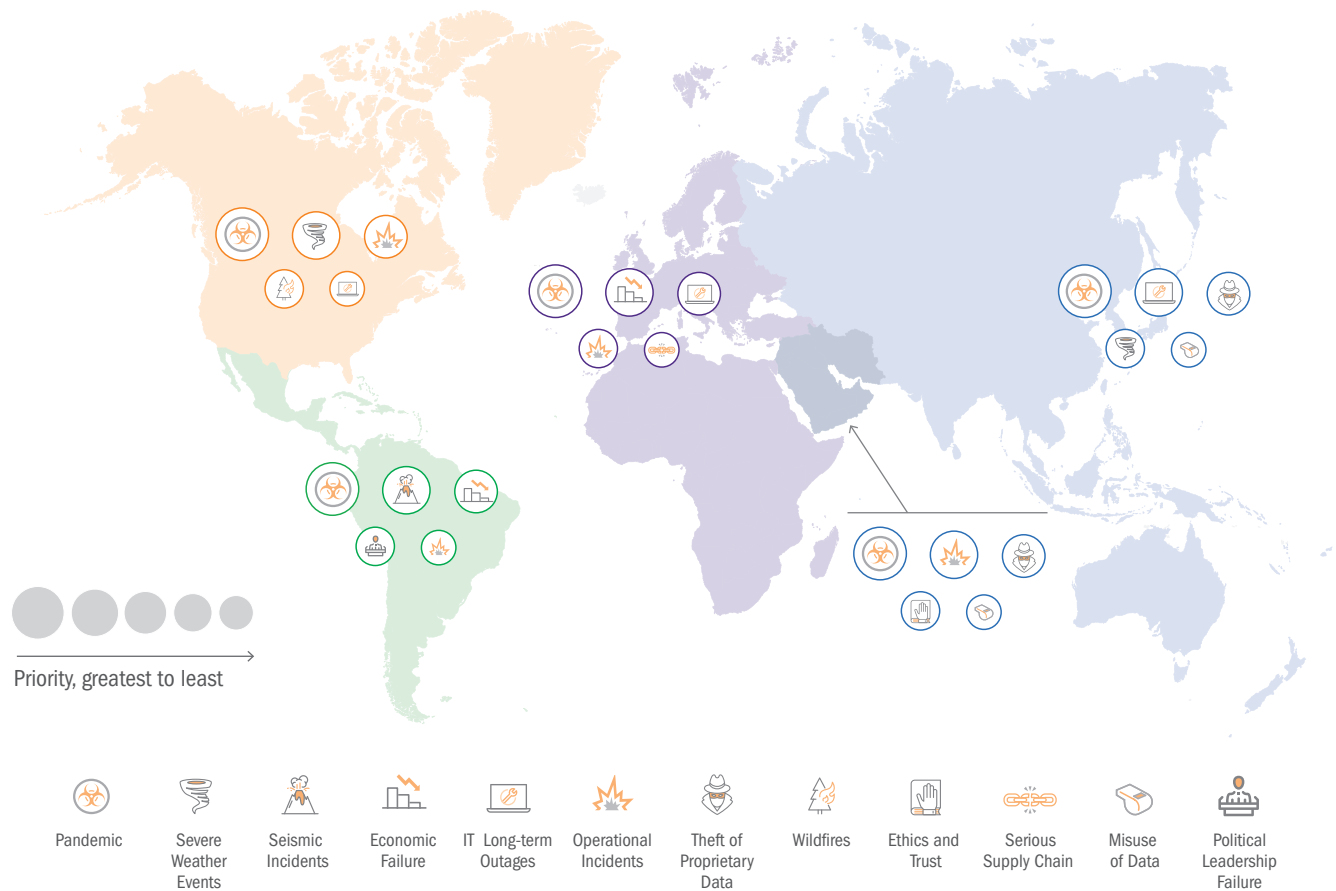 Priority, greatest to least
Pandemic
Severe
Weather
Events
Seismic
Incidents
Economic
Failure
IT Long-term
Outages
Operational
Incidents
Theft of
Proprietary
Data
Wildfires
Ethics and
Trust
Serious
Supply Chain
Misuse
of Data
Political
Leadership
Failure